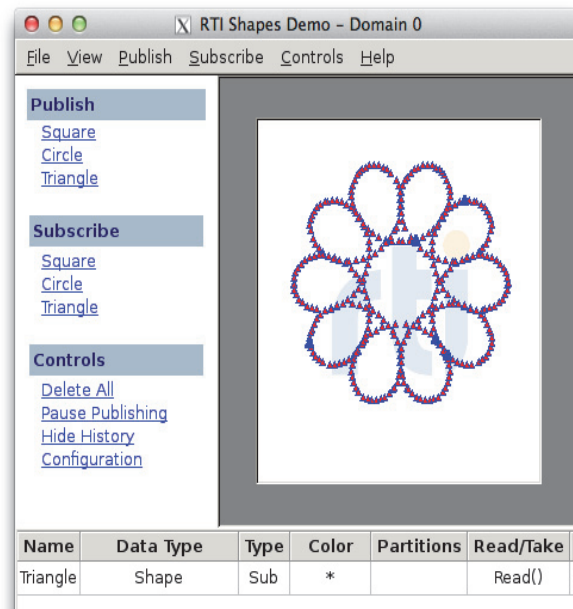 X RTI Shapes Demo – Domain 0
File View Publish Subscribe Controls Help
Publish
Square
Circle
Triangle
Subscribe
Square
Circle
Triangle
Controls
Delete All
Pause Publishing
Hide History
Configuration
rti
Name Data Type Type Color Partitions Read/Take
Triangle Shape Sub * Read()